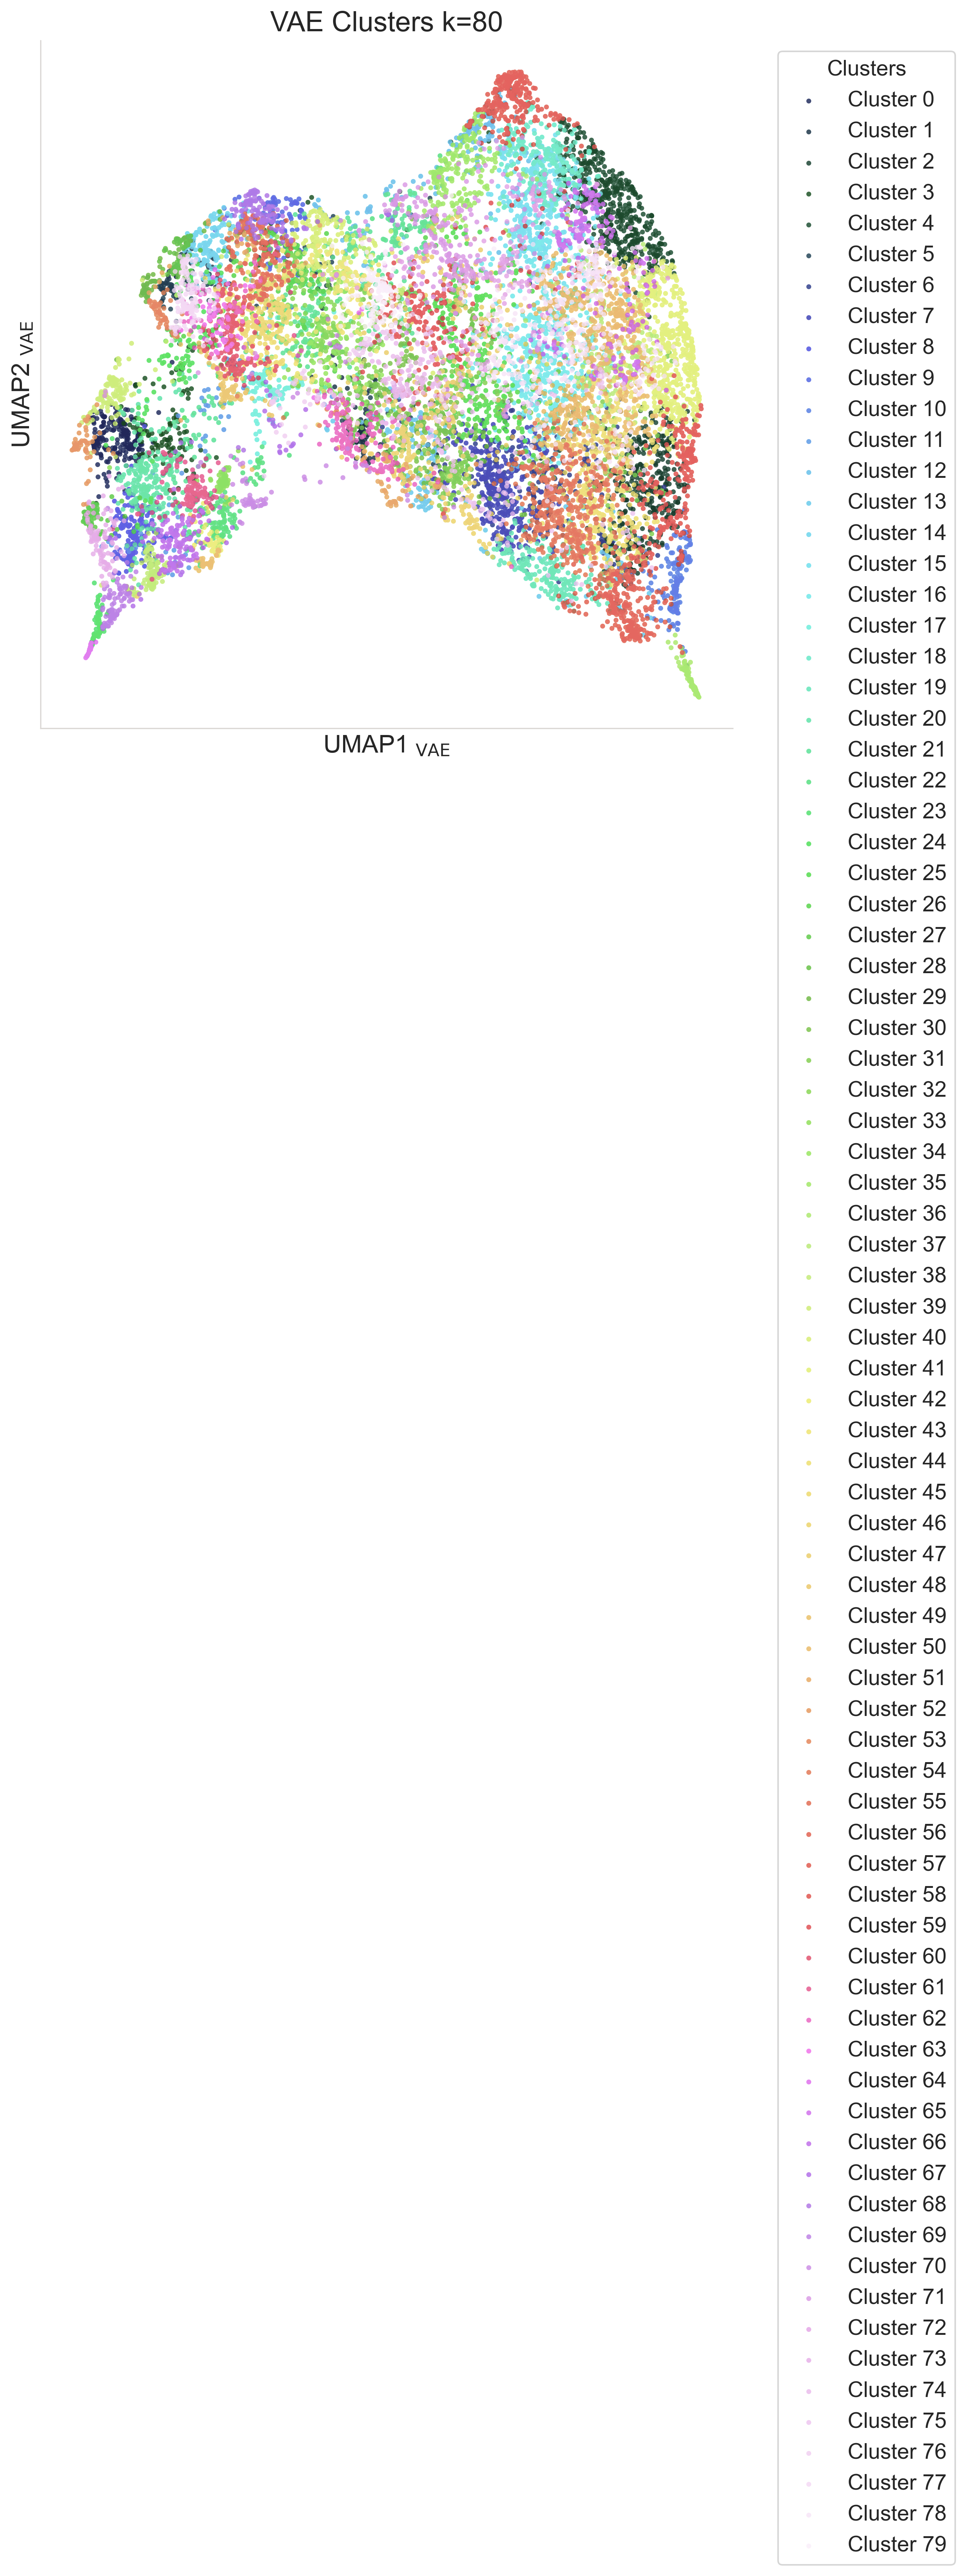 VAE Clusters k=80
UMAP2 VAE
UMAP1 VAE
Clusters
Cluster 0
Cluster 1
Cluster 2
Cluster 3
Cluster 4
Cluster 5
Cluster 6
Cluster 7
Cluster 8
Cluster 9
Cluster 10
Cluster 11
Cluster 12
Cluster 13
Cluster 14
Cluster 15
Cluster 16
Cluster 17
Cluster 18
Cluster 19
Cluster 20
Cluster 21
Cluster 22
Cluster 23
Cluster 24
Cluster 25
Cluster 26
Cluster 27
Cluster 28
Cluster 29
Cluster 30
Cluster 31
Cluster 32
Cluster 33
Cluster 34
Cluster 35
Cluster 36
Cluster 37
Cluster 38
Cluster 39
Cluster 40
Cluster 41
Cluster 42
Cluster 43
Cluster 44
Cluster 45
Cluster 46
Cluster 47
Cluster 48
Cluster 49
Cluster 50
Cluster 51
Cluster 52
Cluster 53
Cluster 54
Cluster 55
Cluster 56
Cluster 57
Cluster 58
Cluster 59
Cluster 60
Cluster 61
Cluster 62
Cluster 63
Cluster 64
Cluster 65
Cluster 66
Cluster 67
Cluster 68
Cluster 69
Cluster 70
Cluster 71
Cluster 72
Cluster 73
Cluster 74
Cluster 75
Cluster 76
Cluster 77
Cluster 78
Cluster 79